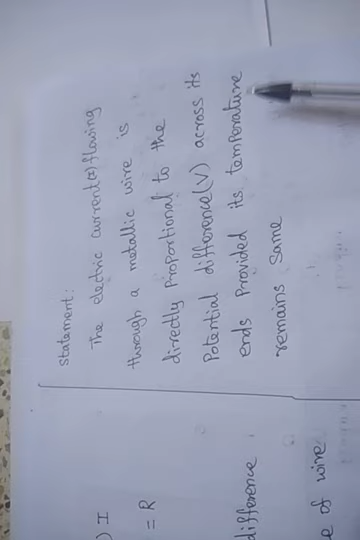 statement:
The electric current(I) flowing
through a metallic wire is
directly proportional to the
Potential difference(V) across its
ends Provided its temperature
remains same
) I
= R
difference
e of wire